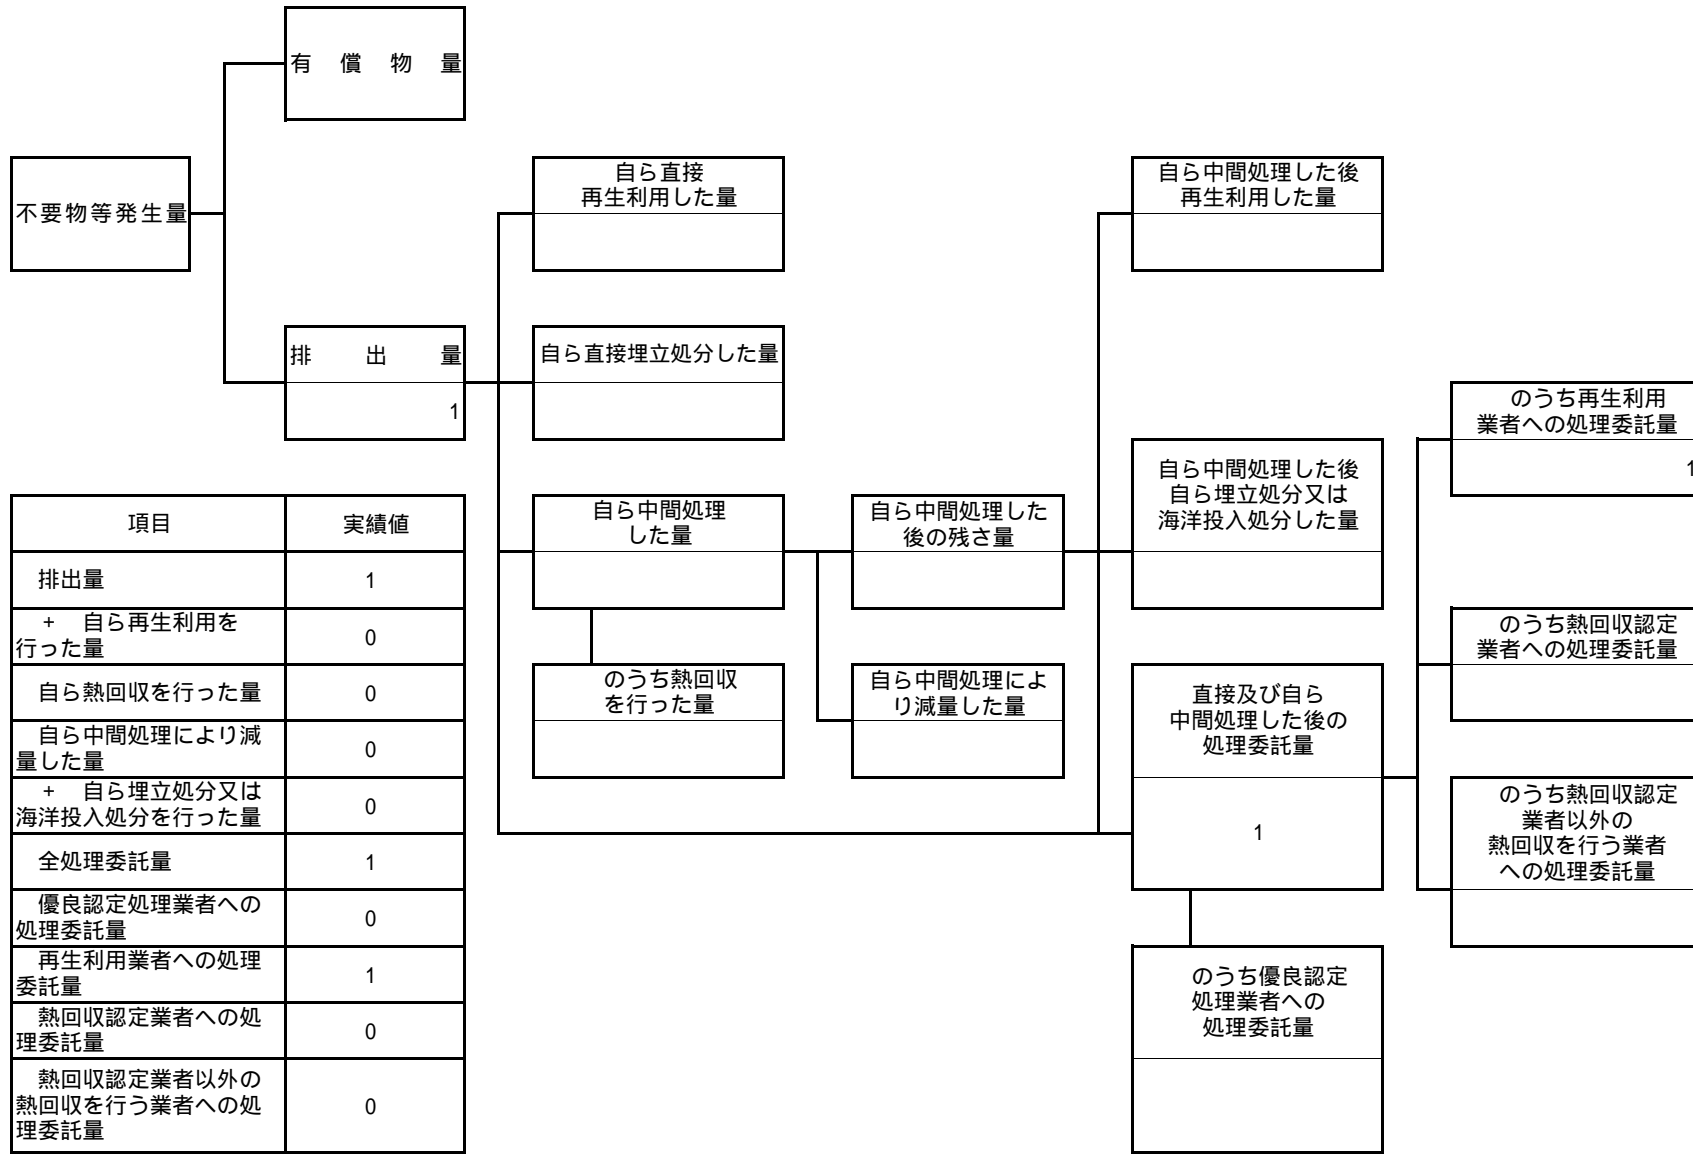 有償物量
不要物等発生量
排出量
1
自ら直接
再生利用した量
自ら直接埋立処分した量
自ら中間処理
した量
のうち熱回収
を行った量
自ら中間処理した
後の残さ量
自ら中間処理によ
り減量した量
自ら中間処理した後
再生利用した量
自ら中間処理した後
自ら埋立処分又は
海洋投入処分した量
直接及び自ら
中間処理した後の
処理委託量
1
のうち優良認定
処理業者への
処理委託量
のうち再生利用
業者への処理委託量
1
のうち熱回収認定
業者への処理委託量
のうち熱回収認定
業者以外の
熱回収を行う業者
への処理委託量
項目 実績値
排出量 1
+ 自ら再生利用を
行った量 0
自ら熱回収を行った量 0
自ら中間処理により減
量した量 0
+ 自ら埋立処分又は
海洋投入処分を行った量 0
全処理委託量 1
優良認定処理業者への
処理委託量 0
再生利用業者への処理
委託量 1
熱回収認定業者への処
理委託量 0
熱回収認定業者以外の
熱回収を行う業者への処
理委託量 0